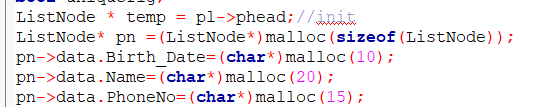 ListNode * temp = pl->phead;//init
ListNode* pn =(ListNode*)malloc(sizeof(ListNode));
pn->data.Birth_Date=(char*)malloc(10);
pn->data.Name=(char*)malloc(20);
pn->data.PhoneNo=(char*)malloc(15);